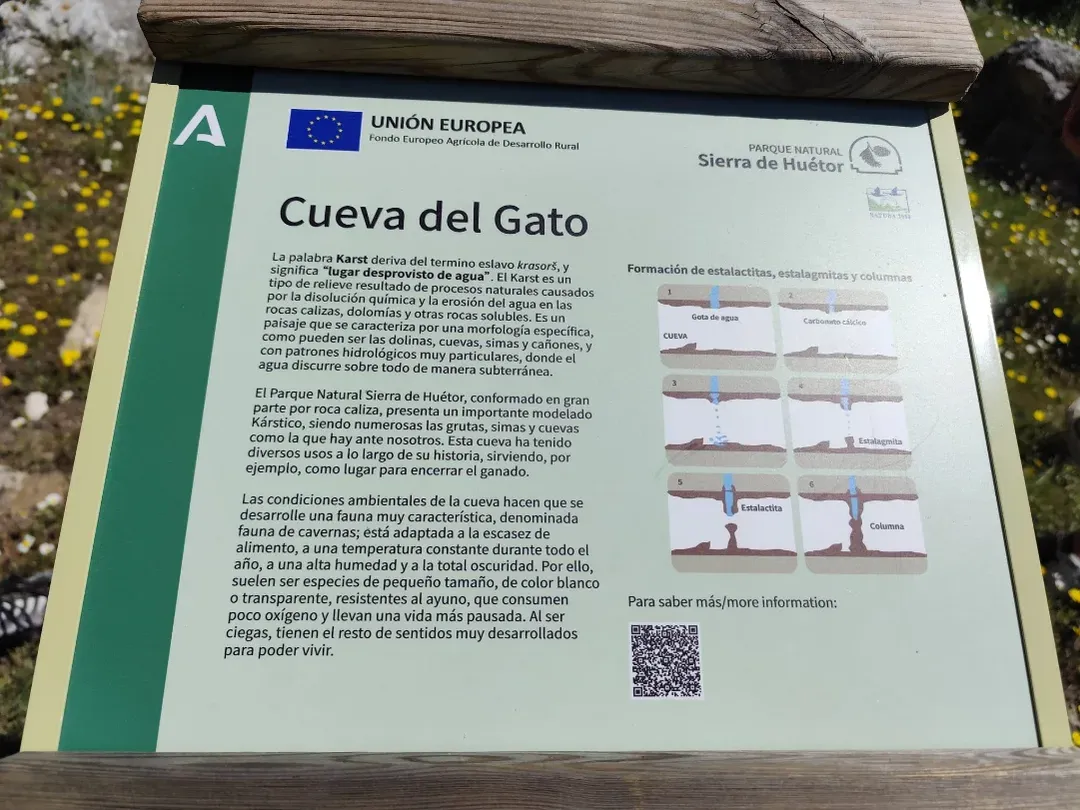 UNIÓN EUROPEA
Fondo Europeo Agrícola de Desarrollo Rural
PARQUE NATURAL
Sierra de Huétor
NATURA 2000
Cueva del Gato
La palabra Karst deriva del termino eslavo krasorš, y
significa "lugar desprovisto de agua". El Karst es un
tipo de relieve resultado de procesos naturales causados
por la disolución química y la erosión del agua en las
rocas calizas, dolomías y otras rocas solubles. Es un
paisaje que se caracteriza por una morfología específica,
como pueden ser las dolinas, cuevas, simas y cañones, y
con patrones hidrológicos muy particulares, donde el
agua discurre sobre todo de manera subterránea.
El Parque Natural Sierra de Huétor, conformado en gran
parte por roca caliza, presenta un importante modelado
Kárstico, siendo numerosas las grutas, simas y cuevas
como la que hay ante nosotros. Esta cueva ha tenido
diversos usos a lo largo de su historia, sirviendo, por
ejemplo, como lugar para encerrar el ganado.
Las condiciones ambientales de la cueva hacen que se
desarrolle una fauna muy característica, denominada
fauna de cavernas; está adaptada a la escasez de
alimento, a una temperatura constante durante todo el
año, a una alta humedad y a la total oscuridad. Por ello,
suelen ser especies de pequeño tamaño, de color blanco
o transparente, resistentes al ayuno, que consumen
poco oxígeno y llevan una vida más pausada. Al ser
ciegas, tienen el resto de sentidos muy desarrollados
para poder vivir.
Formación de estalactitas, estalagmitas y columnas
1
Gota de agua
CUEVA
2
Carbonato cálcico
3
4
Estalagmita
5
Estalactita
6
Columna
Para saber más/more information: